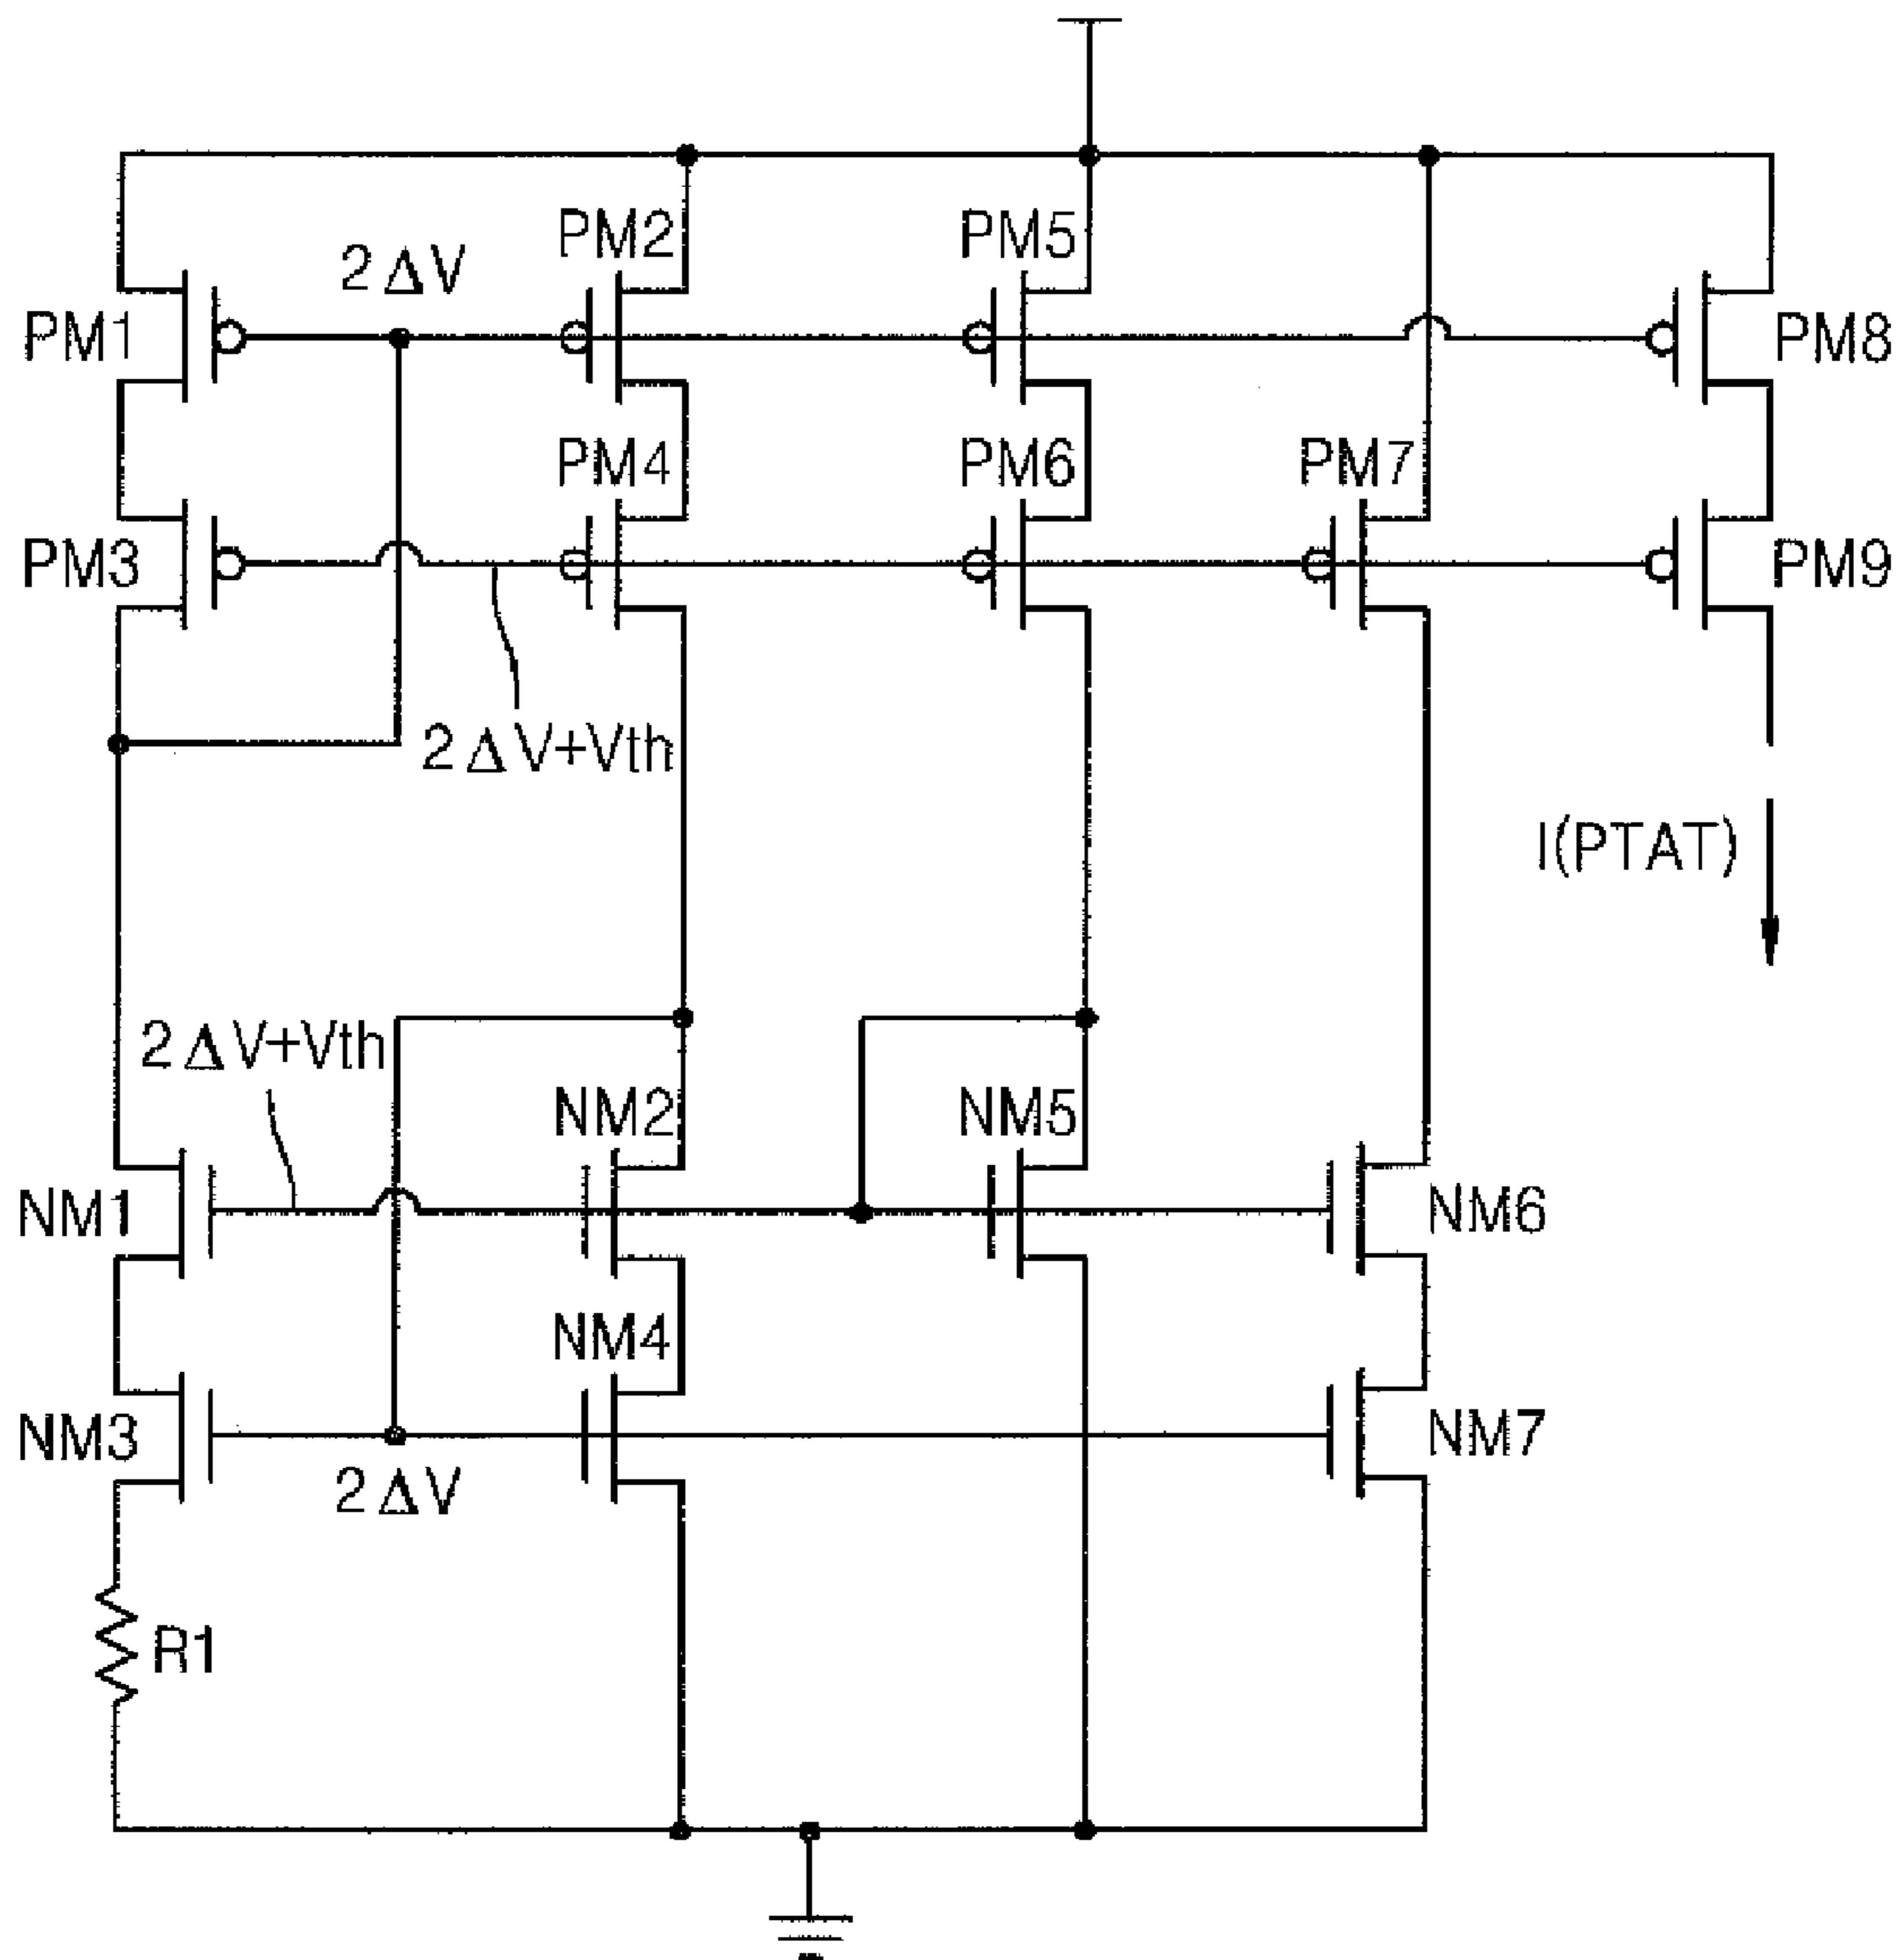 PM2
PM5
2ΔV
PM1
PM8
PM4
PM6
PM7
PM3
PM9
2ΔV+Vth
I(PTAT)
2ΔV+Vth
NM2
NM5
NM1
NM6
NM4
NM3
NM7
2ΔV
R1